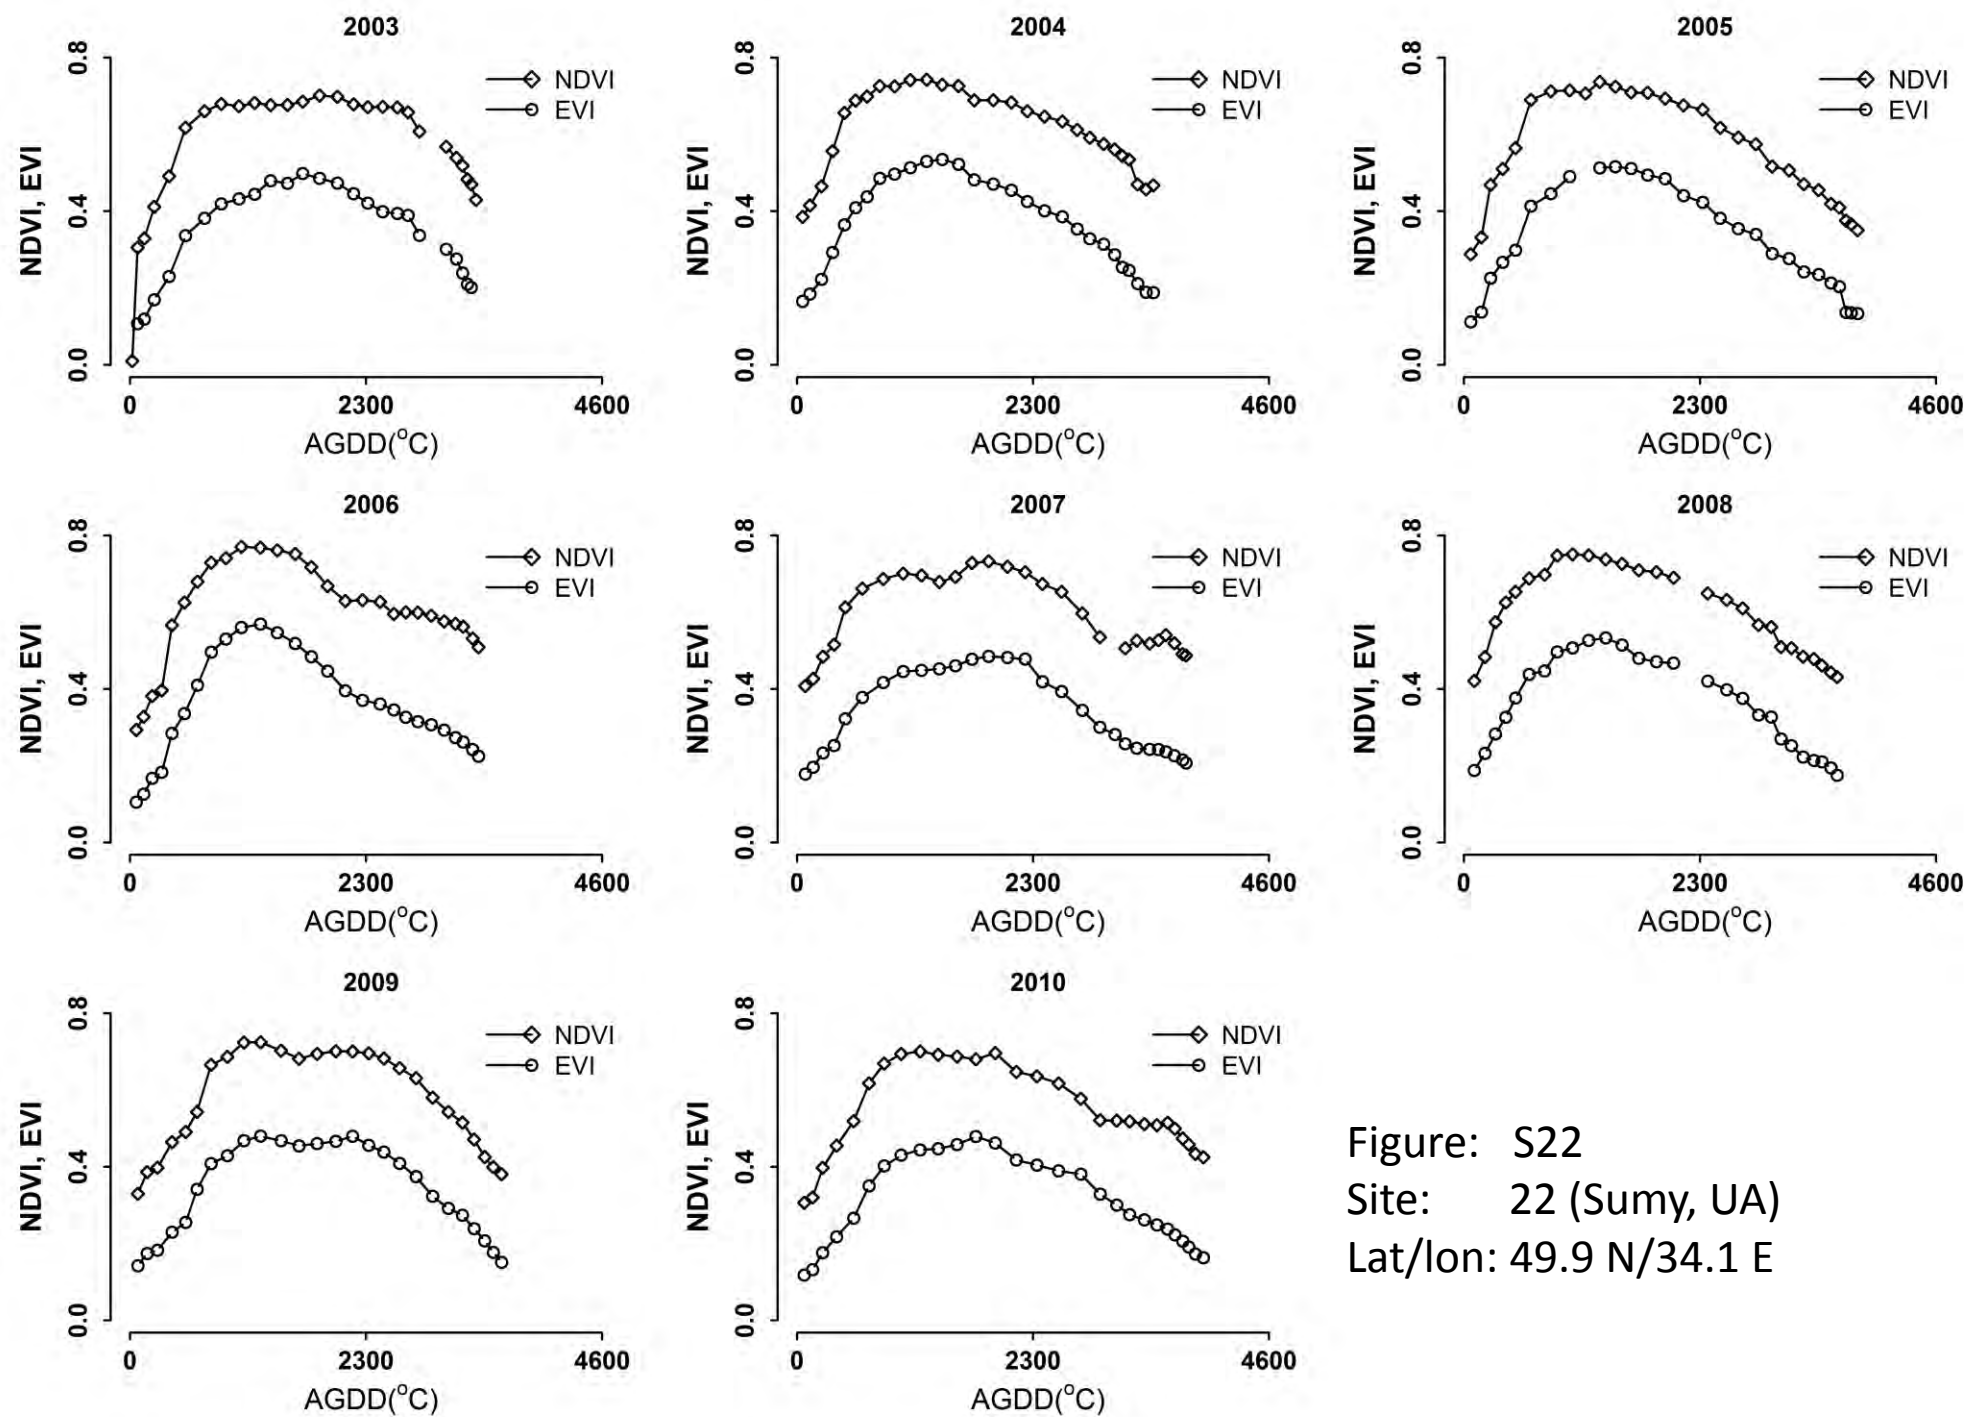 2003
0.8
NDVI
EVI
NDVI, EVI
0.4
0.0
0 2300 4600
AGDD(°C)
2004
0.8
NDVI
EVI
NDVI, EVI
0.4
0.0
0 2300 4600
AGDD(°C)
2005
0.8
NDVI
EVI
NDVI, EVI
0.4
0.0
0 2300 4600
AGDD(°C)
2006
0.8
NDVI
EVI
NDVI, EVI
0.4
0.0
0 2300 4600
AGDD(°C)
2007
0.8
NDVI
EVI
NDVI, EVI
0.4
0.0
0 2300 4600
AGDD(°C)
2008
0.8
NDVI
EVI
NDVI, EVI
0.4
0.0
0 2300 4600
AGDD(°C)
2009
0.8
NDVI
EVI
NDVI, EVI
0.4
0.0
0 2300 4600
AGDD(°C)
2010
0.8
NDVI
EVI
NDVI, EVI
0.4
0.0
0 2300 4600
AGDD(°C)
Figure: S22
Site: 22 (Sumy, UA)
Lat/lon: 49.9 N/34.1 E